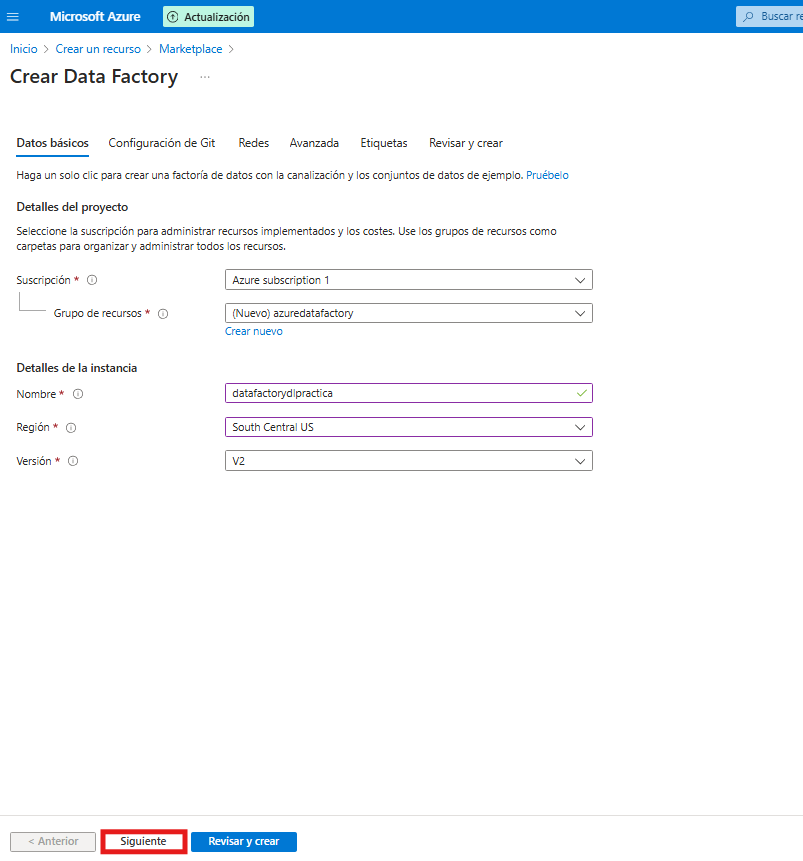 Microsoft Azure Actualización Buscar re
Inicio > Crear un recurso > Marketplace >
Crear Data Factory ...
Datos básicos Configuración de Git Redes Avanzada Etiquetas Revisar y crear
Haga un solo clic para crear una factoría de datos con la canalización y los conjuntos de datos de ejemplo. Pruébelo
Detalles del proyecto
Seleccione la suscripción para administrar recursos implementados y los costes. Use los grupos de recursos como
carpetas para organizar y administrar todos los recursos.
Suscripción * Azure subscription 1
Grupo de recursos * (Nuevo) azuredatafactory
Crear nuevo
Detalles de la instancia
Nombre * datafactorydlpractica
Región * South Central US
Versión * V2
< Anterior Siguiente Revisar y crear